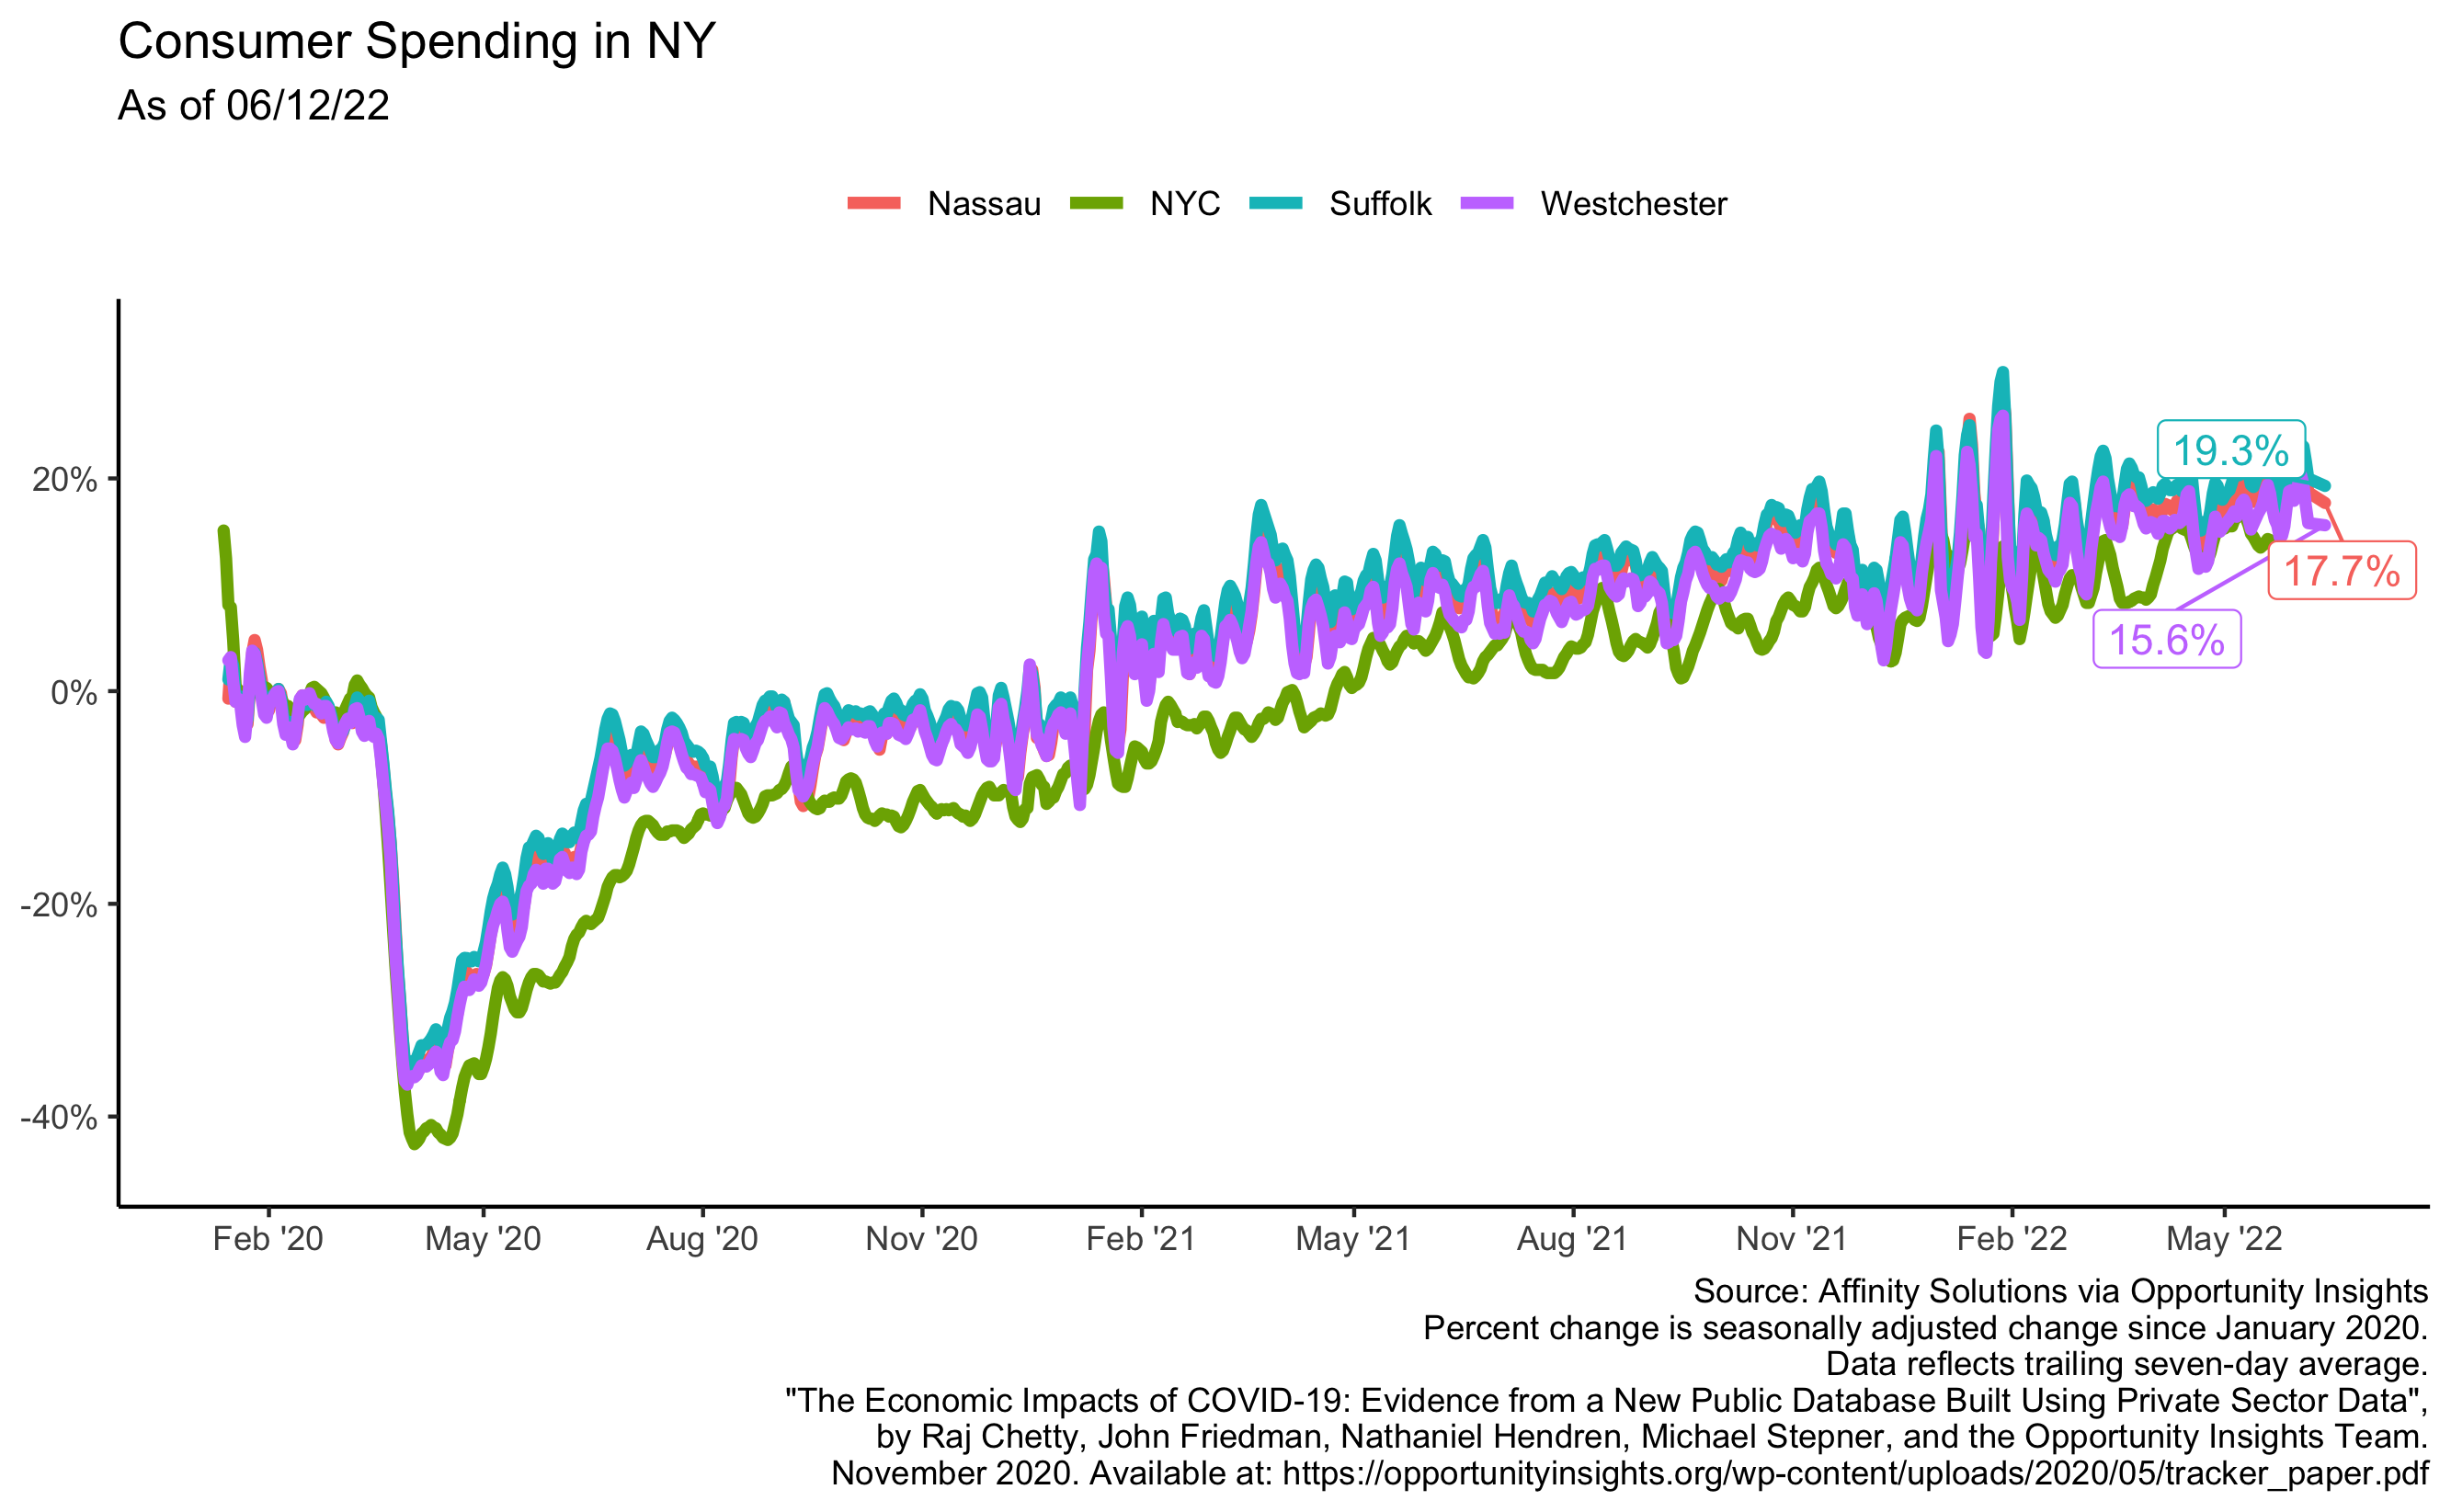 Consumer Spending in NY
As of 06/12/22
Nassau NYC Suffolk Westchester
20%
0%
-20%
-40%
19.3%
17.7%
15.6%
Feb '20 May '20 Aug '20 Nov '20 Feb '21 May '21 Aug '21 Nov '21 Feb '22 May '22
Source: Affinity Solutions via Opportunity Insights
Percent change is seasonally adjusted change since January 2020.
Data reflects trailing seven-day average.
"The Economic Impacts of COVID-19: Evidence from a New Public Database Built Using Private Sector Data",
by Raj Chetty, John Friedman, Nathaniel Hendren, Michael Stepner, and the Opportunity Insights Team.
November 2020. Available at: https://opportunityinsights.org/wp-content/uploads/2020/05/tracker_paper.pdf